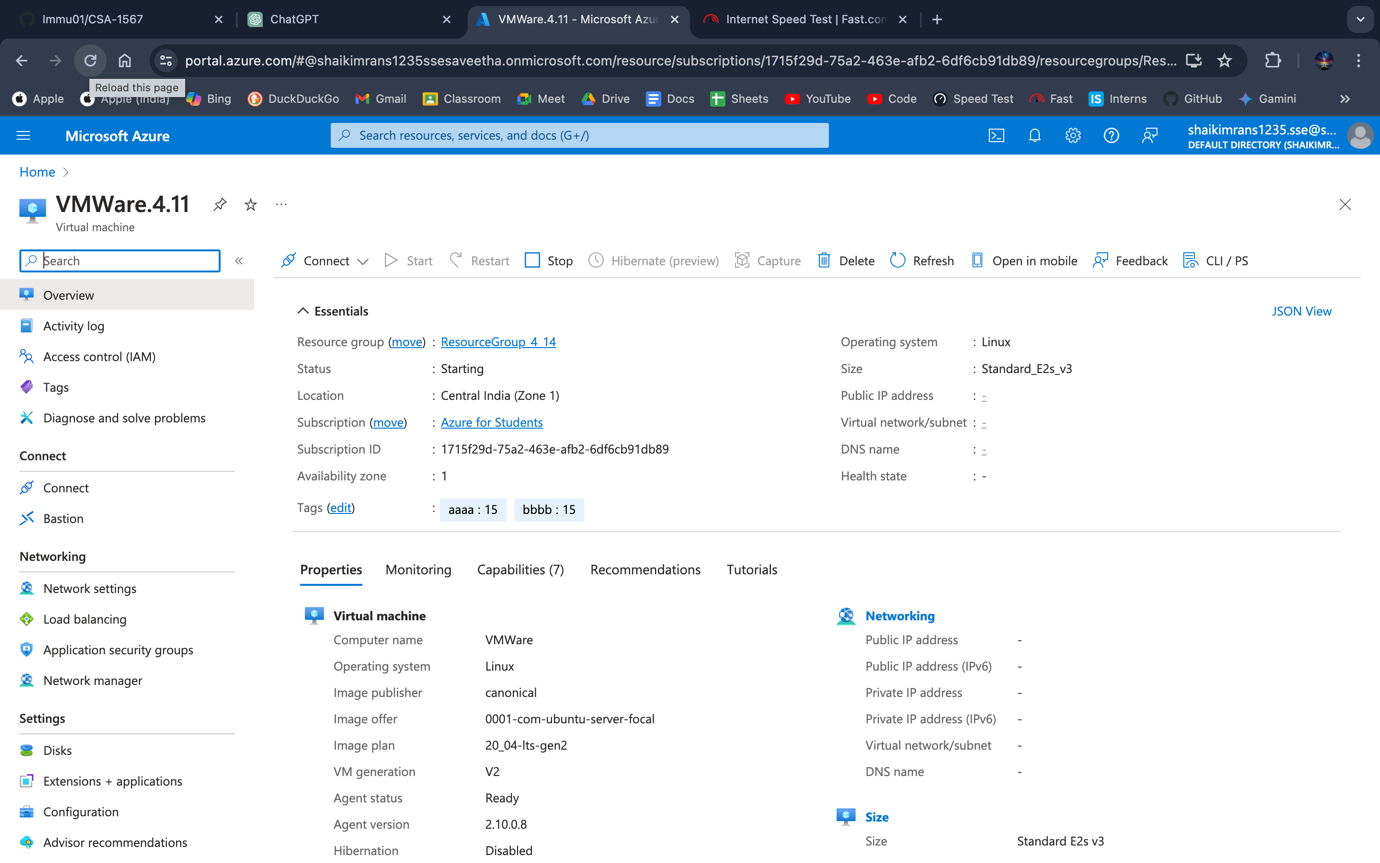 Immu01/CSA-1567
ChatGPT
VMWare.4.11 - Microsoft Azu
Internet Speed Test | Fast.com
portal.azure.com/#@shaikimrans1235ssesaveetha.onmicrosoft.com/resource/subscriptions/1715f29d-75a2-463e-afb2-6df6cb91db89/resourcegroups/Res...
Reload this page
Apple
Apple (India)
Bing
DuckDuckGo
Gmail
Classroom
Meet
Drive
Docs
Sheets
YouTube
Code
Speed Test
Fast
IS Interns
GitHub
Gamini
Microsoft Azure
Search resources, services, and docs (G+/)
shaikimrans1235.sse@s...
DEFAULT DIRECTORY (SHAIKIMR...
Home
VMWare.4.11
Virtual machine
Search
Connect
Start
Restart
Stop
Hibernate (preview)
Capture
Delete
Refresh
Open in mobile
Feedback
CLI / PS
Overview
Activity log
Access control (IAM)
Tags
Diagnose and solve problems
Connect
Connect
Bastion
Networking
Network settings
Load balancing
Application security groups
Network manager
Settings
Disks
Extensions + applications
Configuration
Advisor recommendations
Essentials
JSON View
Resource group (move) : ResourceGroup_4_14
Status : Starting
Location : Central India (Zone 1)
Subscription (move) : Azure for Students
Subscription ID : 1715f29d-75a2-463e-afb2-6df6cb91db89
Availability zone : 1
Tags (edit) : aaaa : 15 bbbb : 15
Operating system : Linux
Size : Standard_E2s_v3
Public IP address : -
Virtual network/subnet : -
DNS name : -
Health state : -
Properties
Monitoring
Capabilities (7)
Recommendations
Tutorials
Virtual machine
Computer name VMWare
Operating system Linux
Image publisher canonical
Image offer 0001-com-ubuntu-server-focal
Image plan 20_04-lts-gen2
VM generation V2
Agent status Ready
Agent version 2.10.0.8
Hibernation Disabled
Networking
Public IP address -
Public IP address (IPv6) -
Private IP address -
Private IP address (IPv6) -
Virtual network/subnet -
DNS name -
Size
Size Standard E2s v3